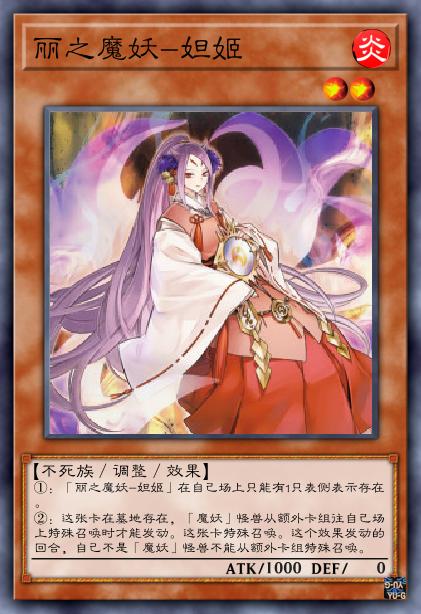 丽之魔妖-妲姬
炎
【不死族／调整／效果】
①：「丽之魔妖-妲姬」在自己场上只能有1只表侧表示存在
。
②：这张卡在墓地存在，「魔妖」怪兽从额外卡组往自己场
上特殊召唤时才能发动。这张卡特殊召唤。这个效果发动的
回合，自己不是「魔妖」怪兽不能从额外卡组特殊召唤。
ATK/1000 DEF/ 0